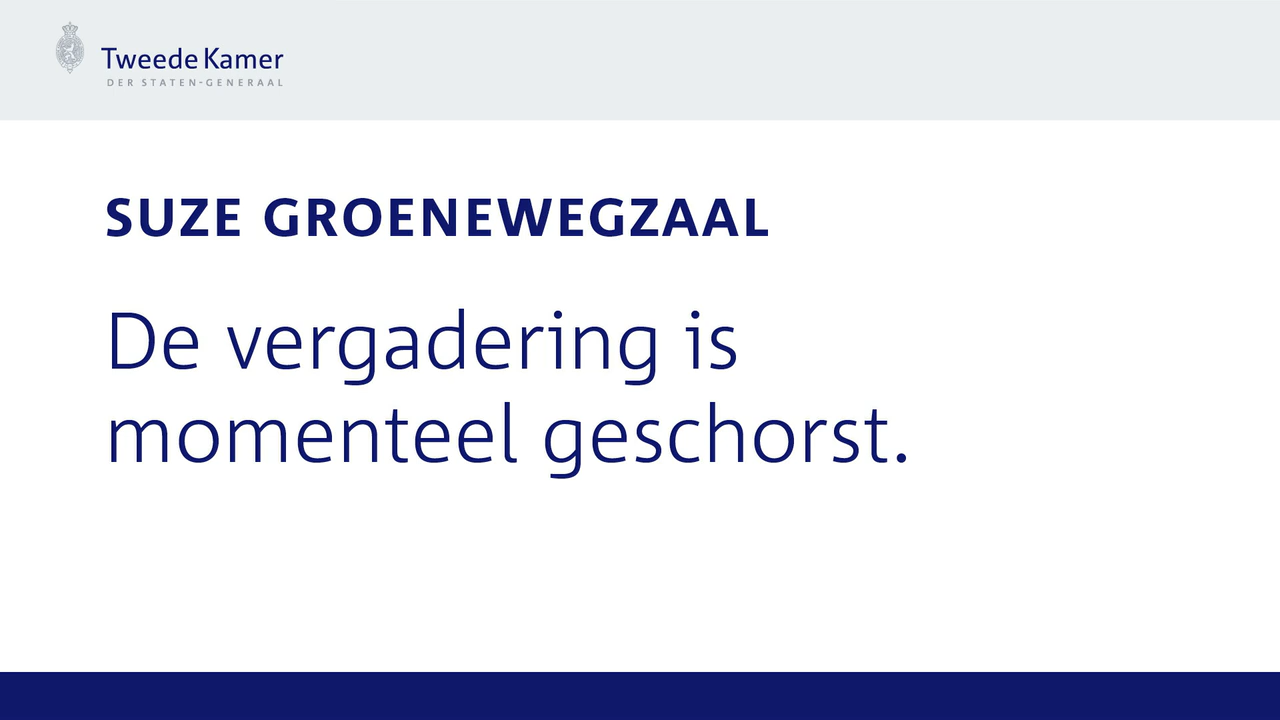 Tweede Kamer
DER STATEN-GENERAAL
SUZE GROENEWEGZAAL
De vergadering is
momenteel geschorst.